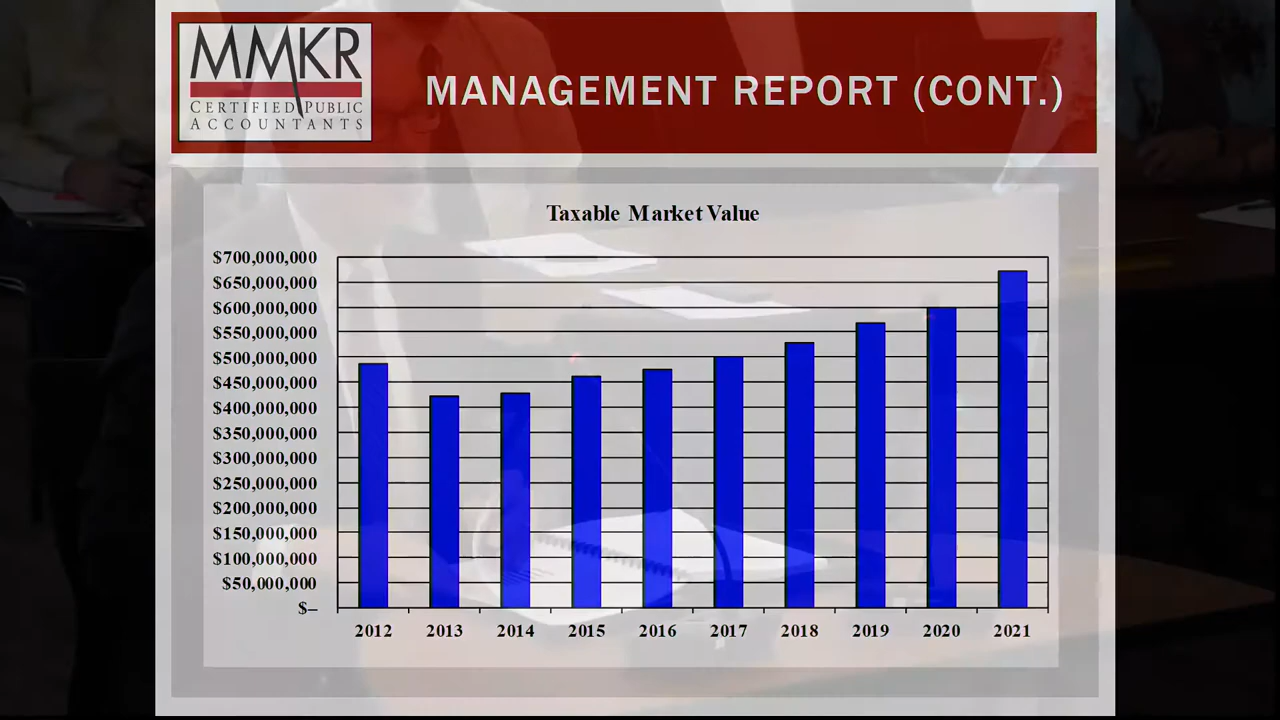 MMKR
CERTIFIED PUBLIC
ACCOUNTANTS
MANAGEMENT REPORT (CONT.)
Taxable Market Value
$700,000,000
$650,000,000
$600,000,000
$550,000,000
$500,000,000
$450,000,000
$400,000,000
$350,000,000
$300,000,000
$250,000,000
$200,000,000
$150,000,000
$100,000,000
$50,000,000
$–
2012 2013 2014 2015 2016 2017 2018 2019 2020 2021